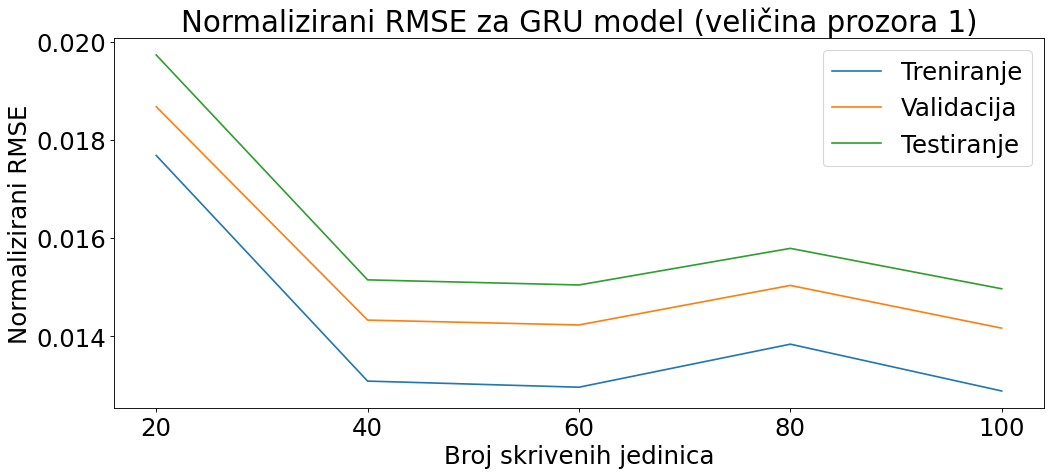 Normalizirani RMSE za GRU model (veličina prozora 1)
0.020
0.018
0.016
0.014
Normalizirani RMSE
Treniranje
Validacija
Testiranje
20 40 60 80 100
Broj skrivenih jedinica